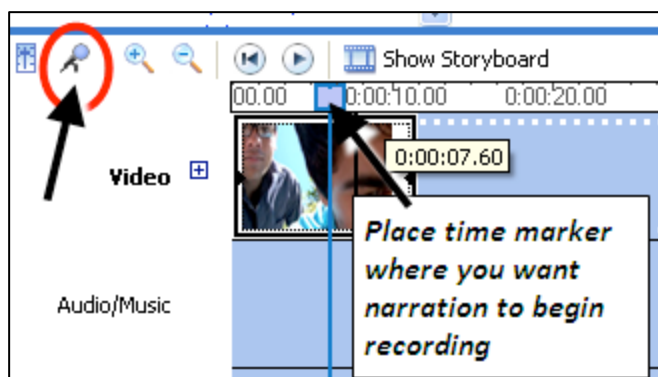 Show Storyboard
00.00 0:00:10.00 0:00:20.00
Video
0:00:07.60
Place time marker
where you want
narration to begin
recording
Audio/Music